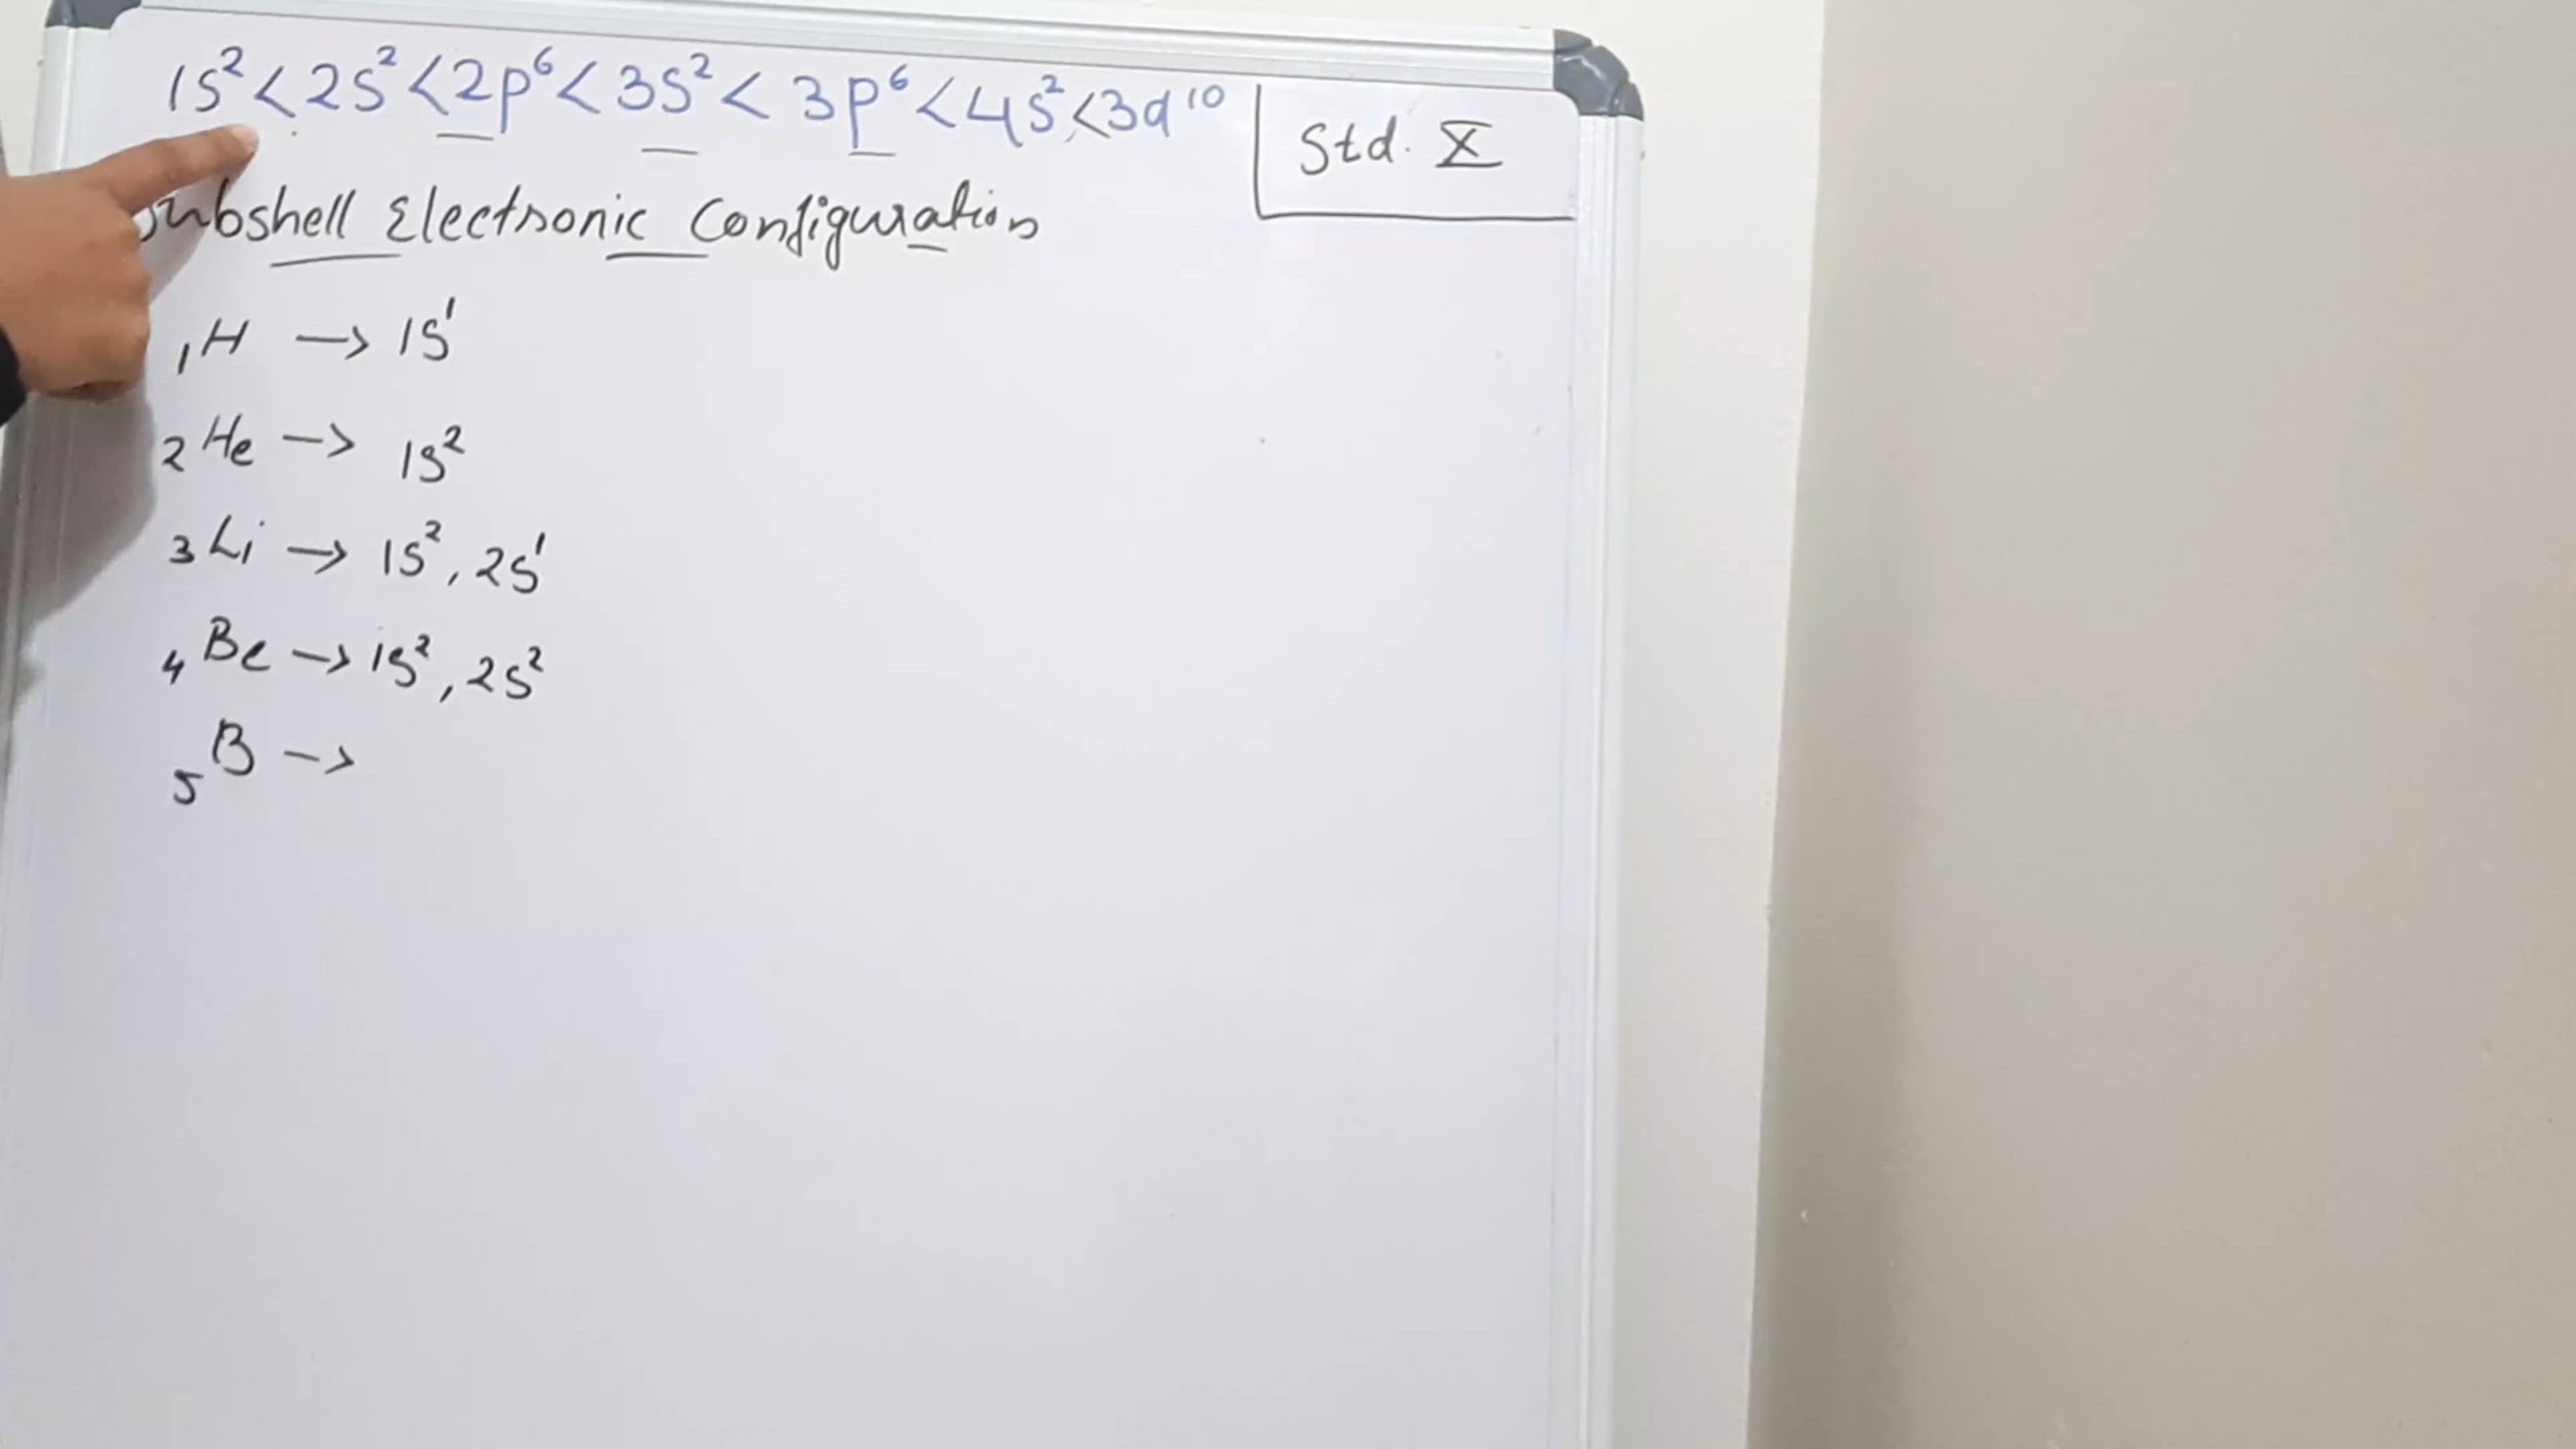 1s² < 2s² < 2p⁶ < 3s² < 3p⁶ < 4s² < 3d¹⁰
Std. X
Subshell Electronic Configuration
₁H → 1s¹
₂He → 1s²
₃Li → 1s², 2s¹
₄Be → 1s², 2s²
₅B →